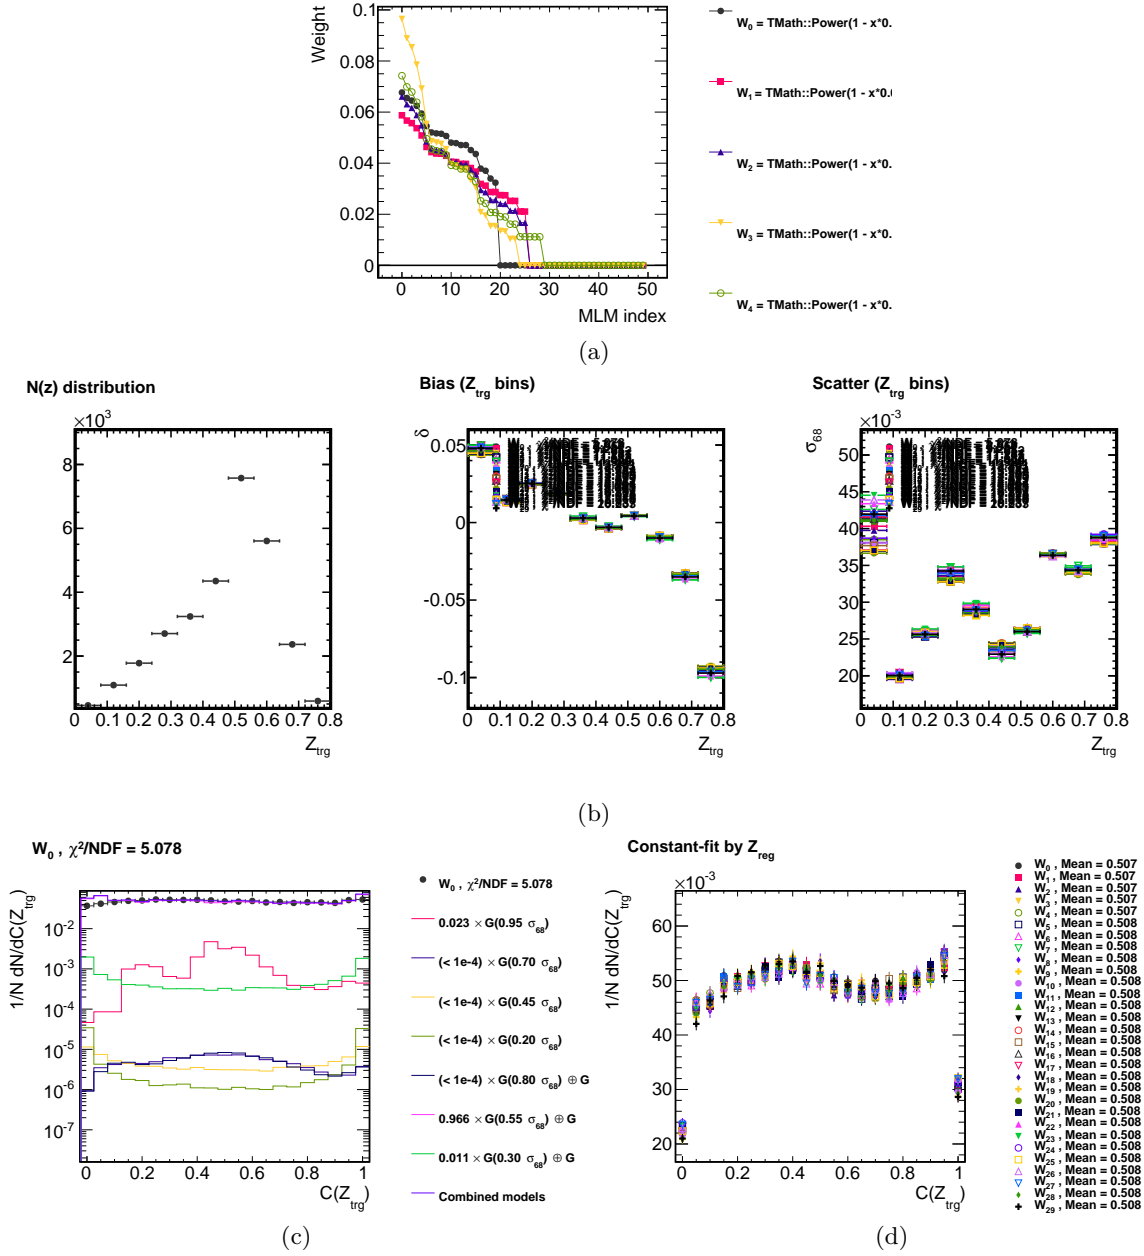 0.1
0.08
0.06
0.04
0.02
0
Weight
0 10 20 30 40 50
MLM index
W₀ = TMath::Power(1 - x*0.
W₁ = TMath::Power(1 - x*0.
W₂ = TMath::Power(1 - x*0.
W₃ = TMath::Power(1 - x*0.
W₄ = TMath::Power(1 - x*0.
(a)
N(z) distribution
×10³
8
6
4
2
0 0.1 0.2 0.3 0.4 0.5 0.6 0.7 0.8
Z_trg
Bias (Z_trg bins)
δ
0.05
0
−0.05
−0.1
0 0.1 0.2 0.3 0.4 0.5 0.6 0.7 0.8
Z_trg
Scatter (Z_trg bins)
×10⁻³
σ₆₈
50
45
40
35
30
25
20
0 0.1 0.2 0.3 0.4 0.5 0.6 0.7 0.8
Z_trg
(b)
W₀ , χ²/NDF = 5.078
1/N dN/dC(Z_trg)
10⁻²
10⁻³
10⁻⁴
10⁻⁵
10⁻⁶
10⁻⁷
0 0.2 0.4 0.6 0.8 1
C(Z_trg)
W₀ , χ²/NDF = 5.078
0.023 × G(0.95 σ₆₈)
(< 1e-4) × G(0.70 σ₆₈)
(< 1e-4) × G(0.45 σ₆₈)
(< 1e-4) × G(0.20 σ₆₈)
(< 1e-4) × G(0.80 σ₆₈) ⊕ G
0.966 × G(0.55 σ₆₈) ⊕ G
0.011 × G(0.30 σ₆₈) ⊕ G
Combined models
(c)
Constant-fit by Z_reg
×10⁻³
1/N dN/dC(Z_trg)
60
50
40
30
20
0 0.2 0.4 0.6 0.8 1
C(Z_trg)
W₀ , Mean = 0.507
W₁ , Mean = 0.507
W₂ , Mean = 0.507
W₃ , Mean = 0.507
W₄ , Mean = 0.507
W₅ , Mean = 0.508
W₆ , Mean = 0.508
W₇ , Mean = 0.508
W₈ , Mean = 0.508
W₉ , Mean = 0.508
W₁₀ , Mean = 0.508
W₁₁ , Mean = 0.508
W₁₂ , Mean = 0.508
W₁₃ , Mean = 0.508
W₁₄ , Mean = 0.508
W₁₅ , Mean = 0.508
W₁₆ , Mean = 0.508
W₁₇ , Mean = 0.508
W₁₈ , Mean = 0.508
W₁₉ , Mean = 0.508
W₂₀ , Mean = 0.508
W₂₁ , Mean = 0.508
W₂₂ , Mean = 0.508
W₂₃ , Mean = 0.508
W₂₄ , Mean = 0.508
W₂₅ , Mean = 0.508
W₂₆ , Mean = 0.508
W₂₇ , Mean = 0.508
W₂₈ , Mean = 0.508
W₂₉ , Mean = 0.508
(d)